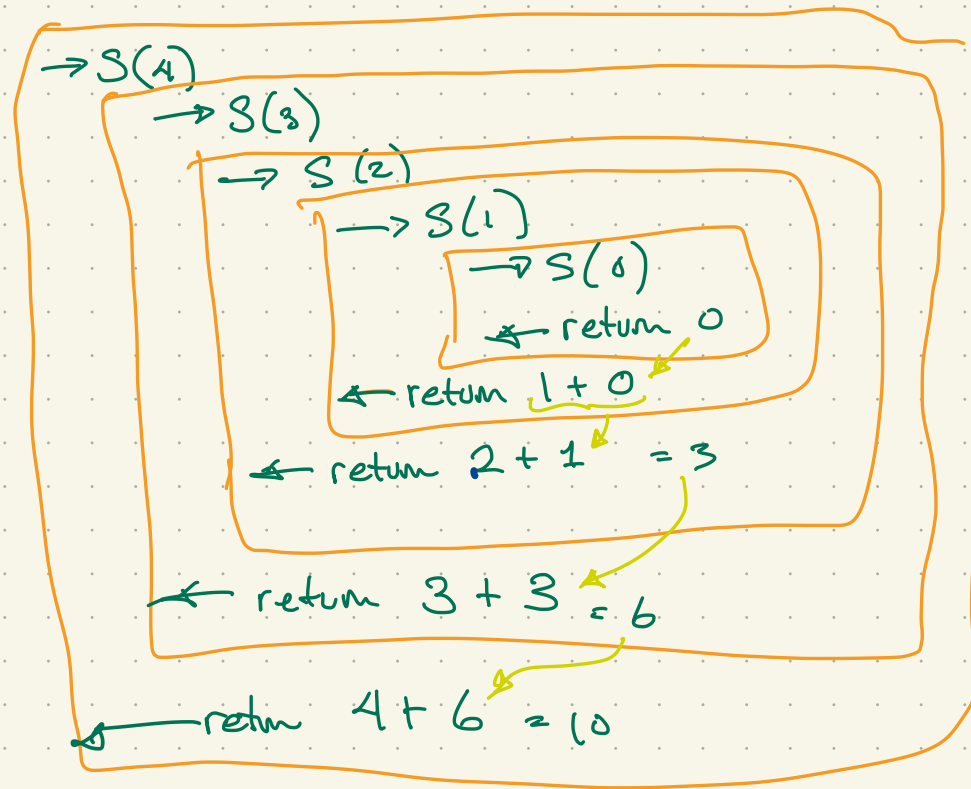 → S(4)
→ S(3)
→ S(2)
→ S(1)
→ S(0)
← return 0
← return 1 + 0
← return 2 + 1 = 3
← return 3 + 3 = 6
← retun 4 + 6 = 10